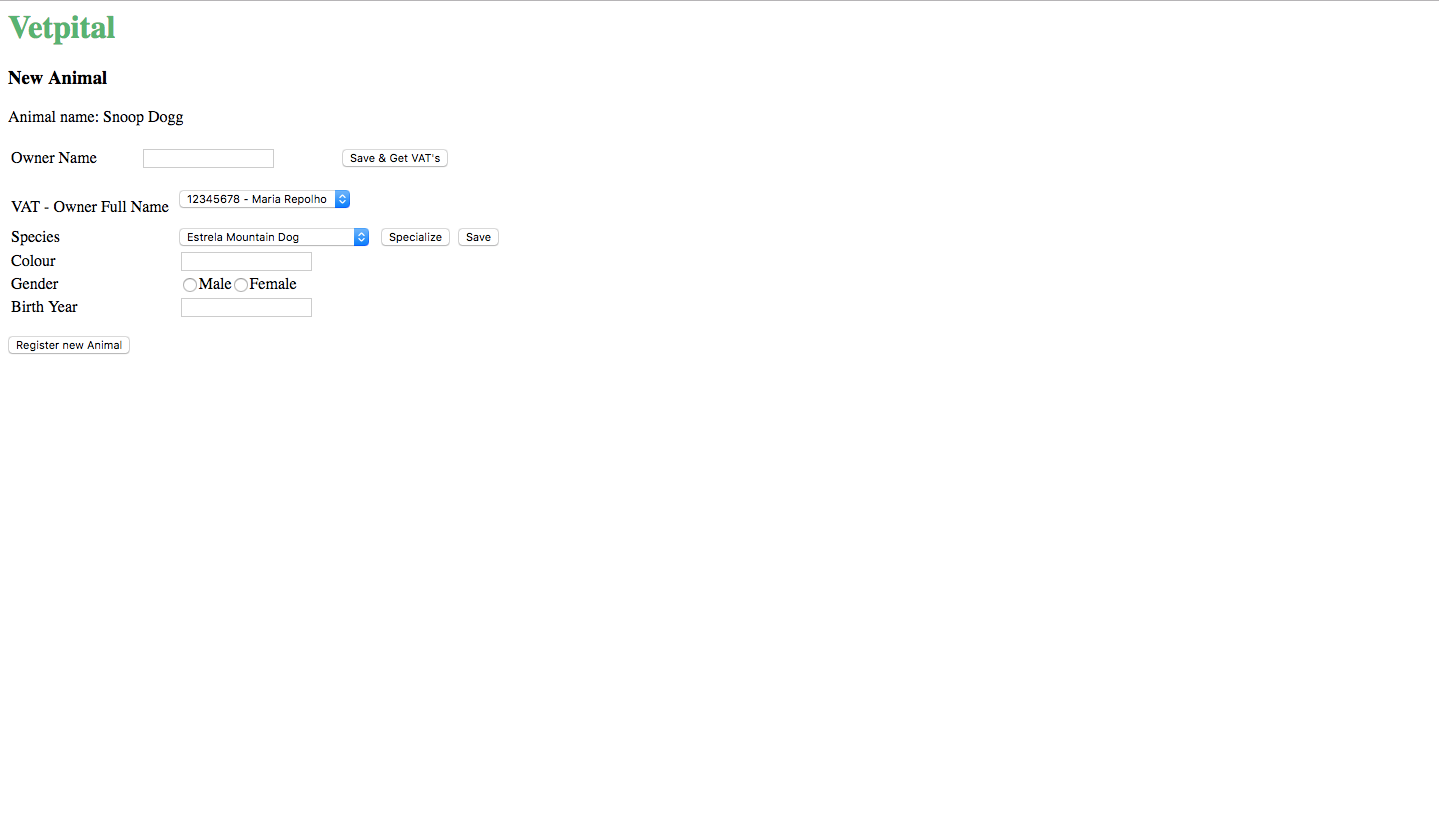 Vetpital
New Animal
Animal name: Snoop Dogg
Owner Name Save & Get VAT's
VAT - Owner Full Name 12345678 - Maria Repolho
Species Estrela Mountain Dog Specialize Save
Colour
Gender Male Female
Birth Year
Register new Animal